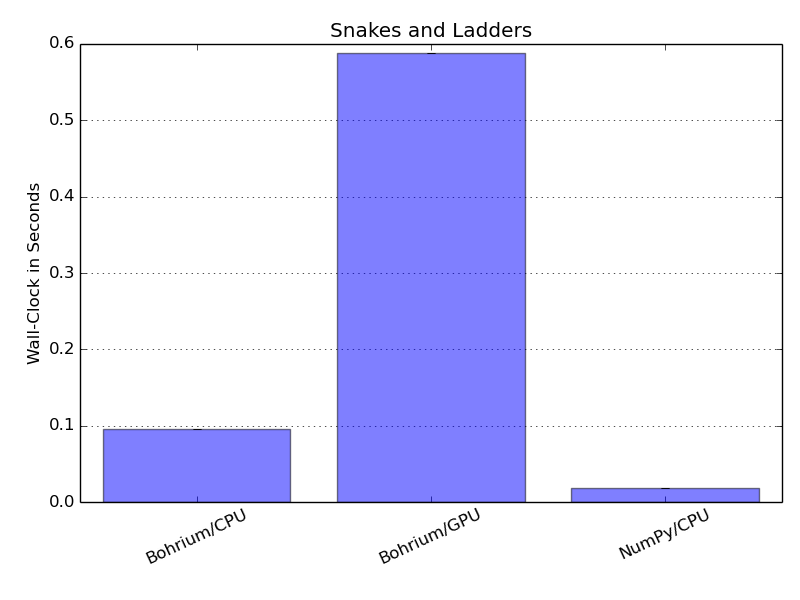 Snakes and Ladders
Wall-Clock in Seconds
0.6
0.5
0.4
0.3
0.2
0.1
0.0
Bohrium/CPU
Bohrium/GPU
NumPy/CPU